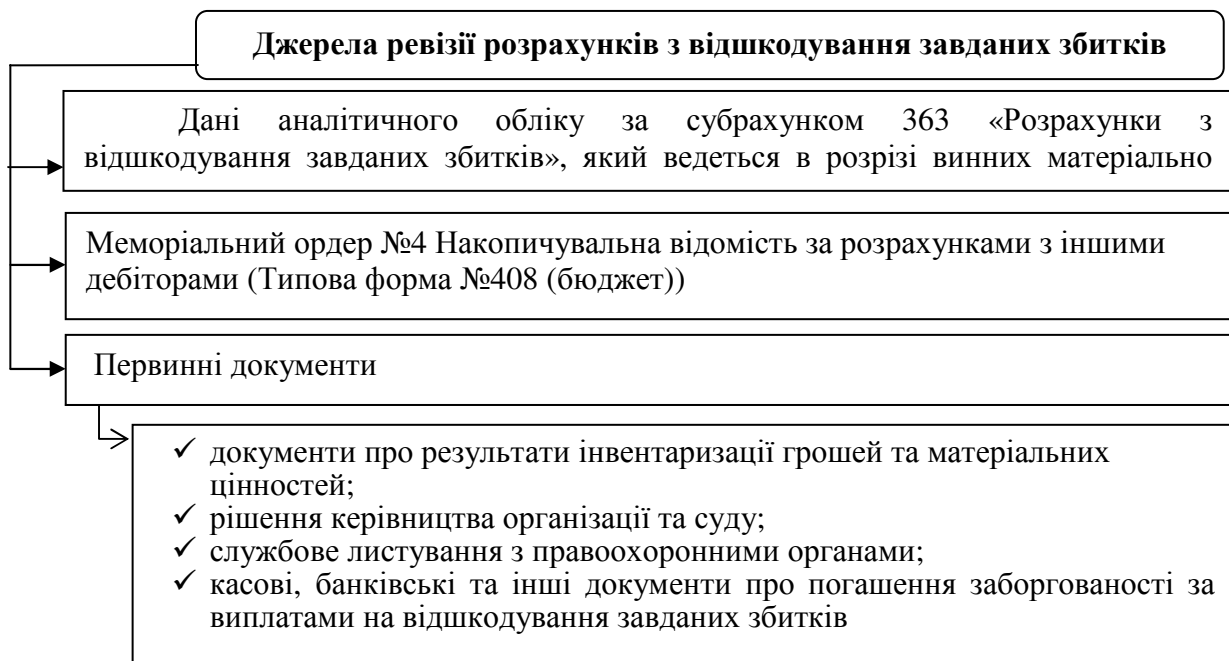 Джерела ревізії розрахунків з відшкодування завданих збитків
Дані аналітичного обліку за субрахунком 363 «Розрахунки з
відшкодування завданих збитків», який ведеться в розрізі винних матеріально
Меморіальний ордер №4 Накопичувальна відомість за розрахунками з іншими
дебіторами (Типова форма №408 (бюджет))
Первинні документи
✓ документи про результати інвентаризації грошей та матеріальних
цінностей;
✓ рішення керівництва організації та суду;
✓ службове листування з правоохоронними органами;
✓ касові, банківські та інші документи про погашення заборгованості за
виплатами на відшкодування завданих збитків